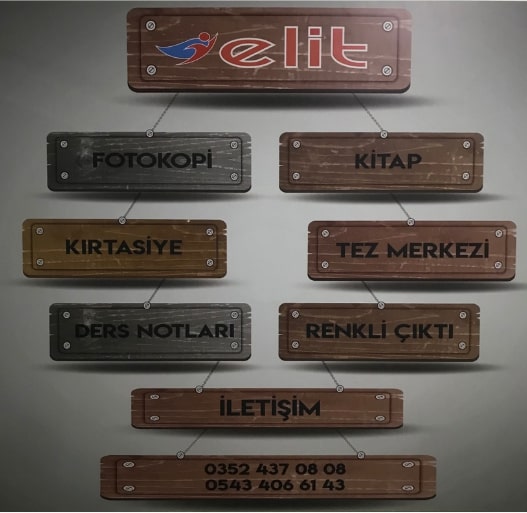 elit
FOTOKOPİ
KİTAP
KIRTASİYE
TEZ MERKEZİ
DERS NOTLARI
RENKLİ ÇIKTI
İLETİŞİM
0352 437 08 08
0543 406 61 43